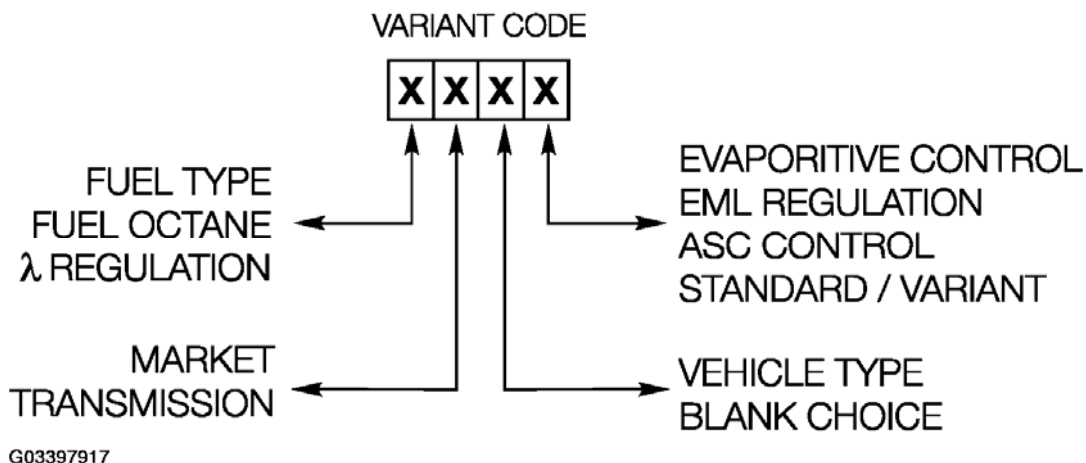 VARIANT CODE
X X X X
FUEL TYPE
FUEL OCTANE
λ REGULATION
EVAPORITIVE CONTROL
EML REGULATION
ASC CONTROL
STANDARD / VARIANT
MARKET
TRANSMISSION
VEHICLE TYPE
BLANK CHOICE
G03397917